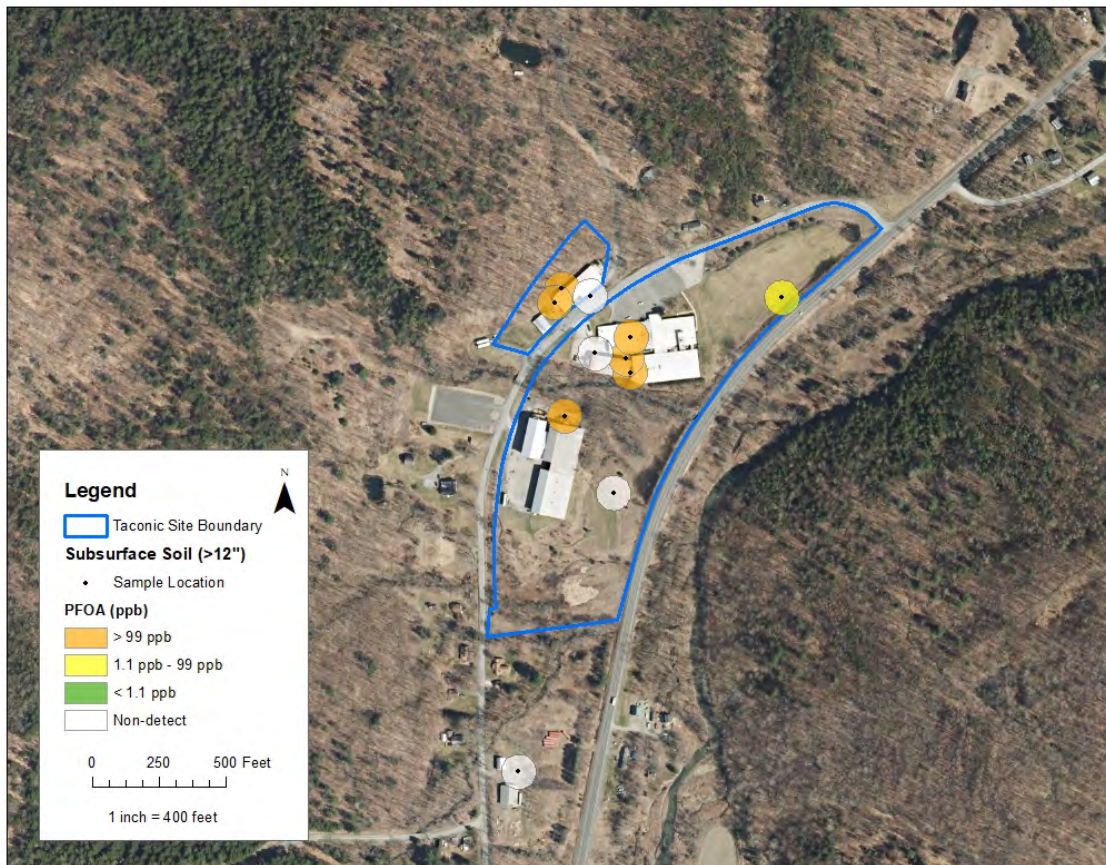 Legend
N
Taconic Site Boundary
Subsurface Soil (>12")
Sample Location
PFOA (ppb)
> 99 ppb
1.1 ppb - 99 ppb
< 1.1 ppb
Non-detect
0 250 500 Feet
1 inch = 400 feet